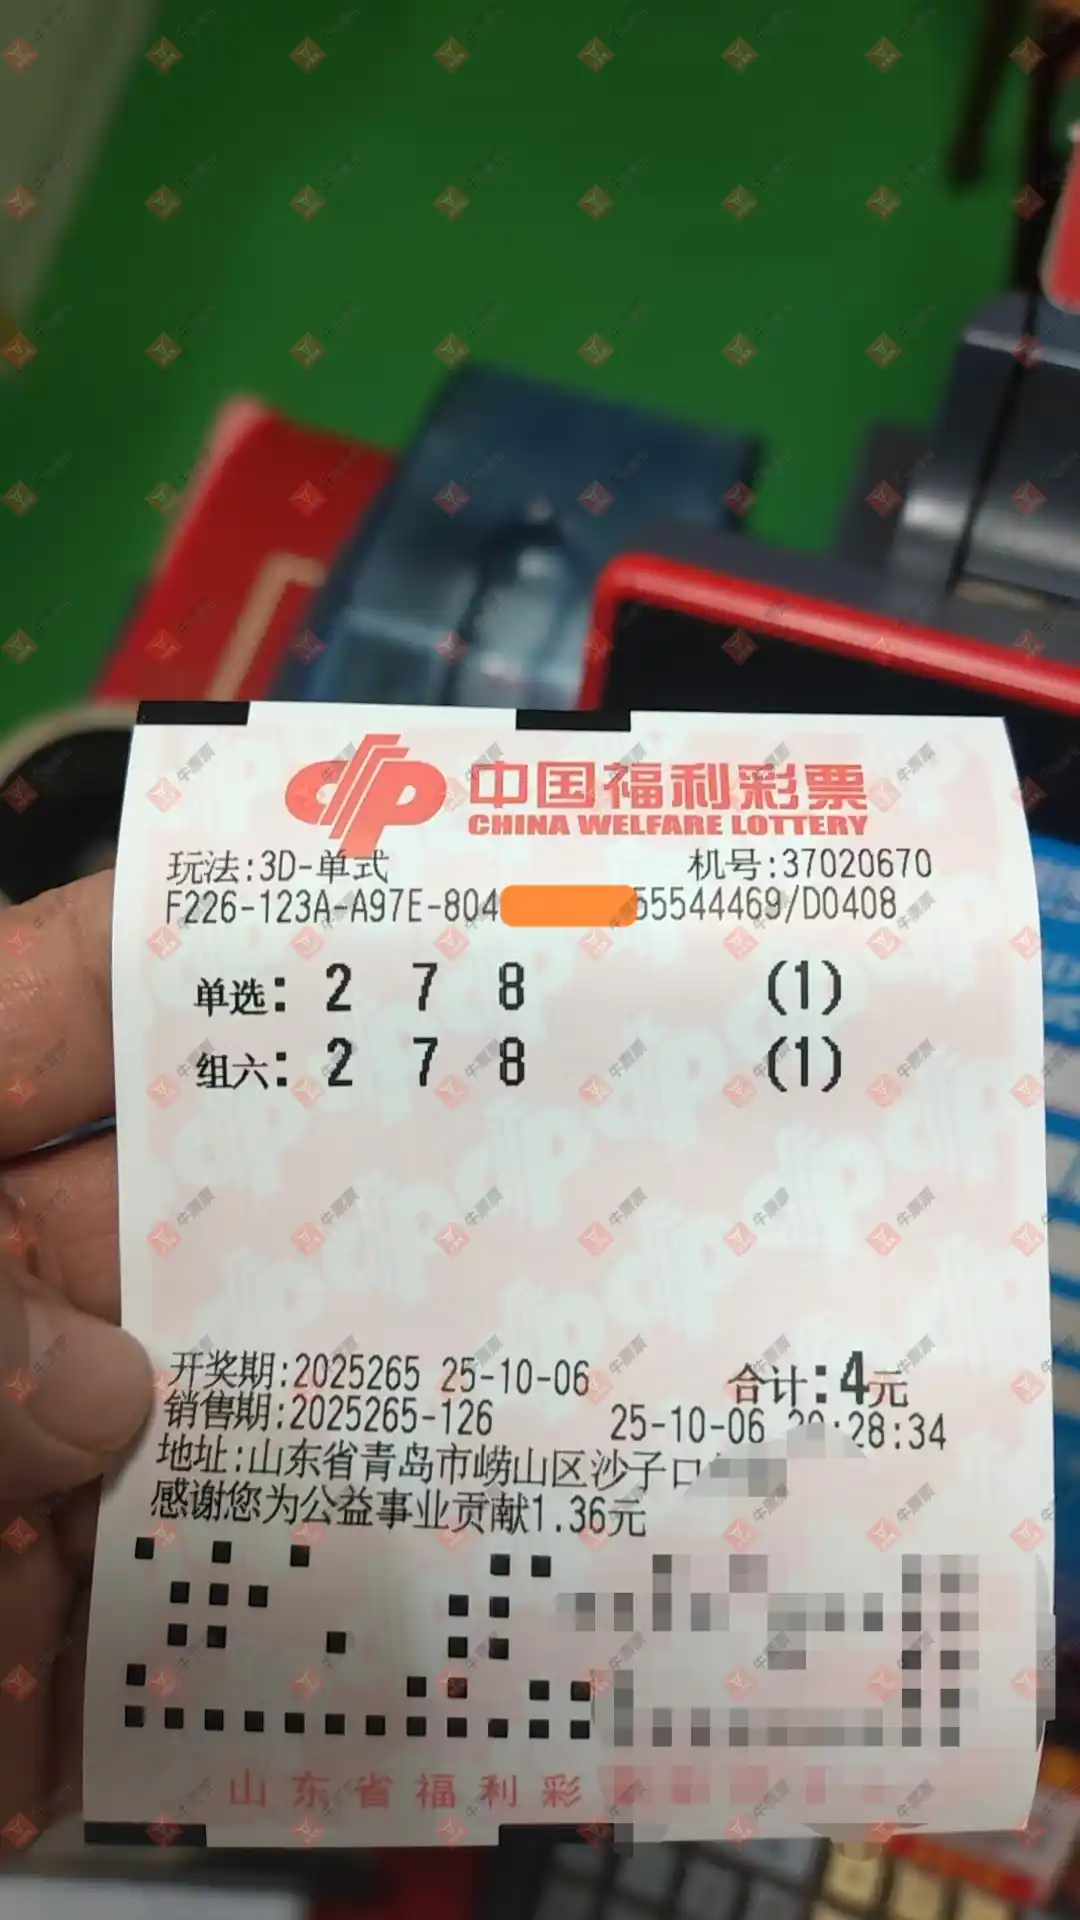 中国福利彩票
CHINA WELFARE LOTTERY
玩法:3D-单式 机号:37020670
F226-123A-A97E-804 55544469/D0408
单选: 2 7 8 (1)
组六: 2 7 8 (1)
开奖期:2025265 25-10-06 合计:4元
销售期:2025265-126 25-10-06 :28:34
地址:山东省青岛市崂山区沙子口
感谢您为公益事业贡献1.36元
山东省福利彩
牛票票